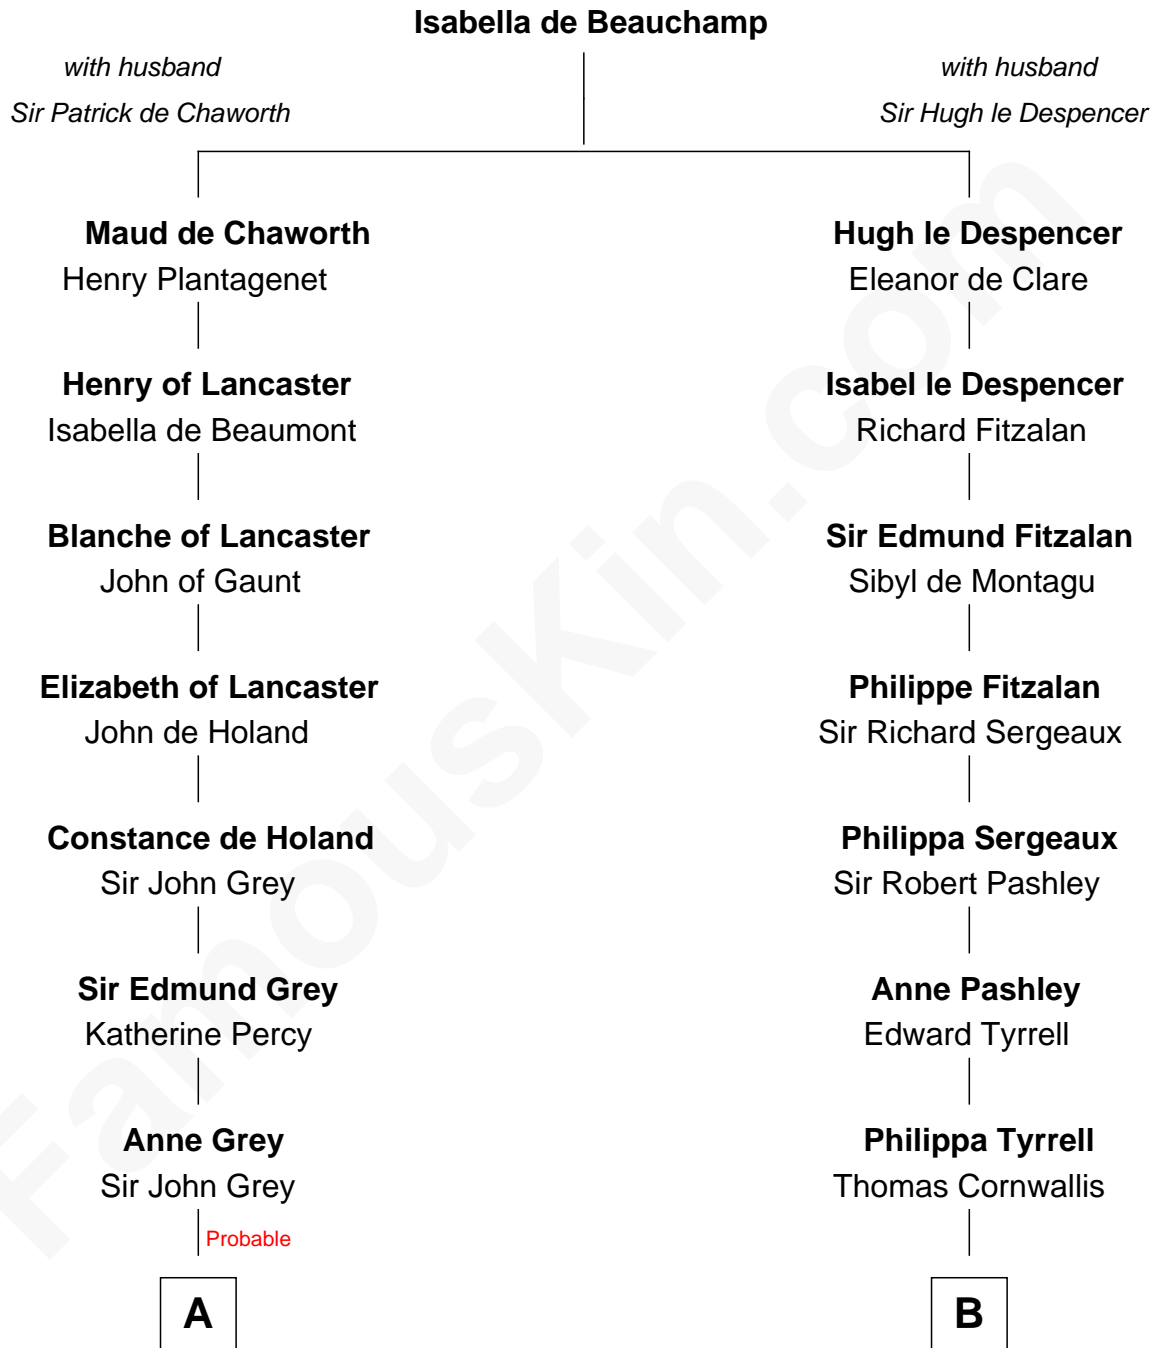 Isabella de Beauchamp
with husband
Sir Patrick de Chaworth
with husband
Sir Hugh le Despencer
Maud de Chaworth
Henry Plantagenet
Hugh le Despencer
Eleanor de Clare
Henry of Lancaster
Isabella de Beaumont
Isabel le Despencer
Richard Fitzalan
Blanche of Lancaster
John of Gaunt
Sir Edmund Fitzalan
Sibyl de Montagu
Elizabeth of Lancaster
John de Holand
Philippe Fitzalan
Sir Richard Sergeaux
Constance de Holand
Sir John Grey
Philippa Sergeaux
Sir Robert Pashley
Sir Edmund Grey
Katherine Percy
Anne Pashley
Edward Tyrrell
Anne Grey
Sir John Grey
Probable
Philippa Tyrrell
Thomas Cornwallis
A
B
FamousKin.com